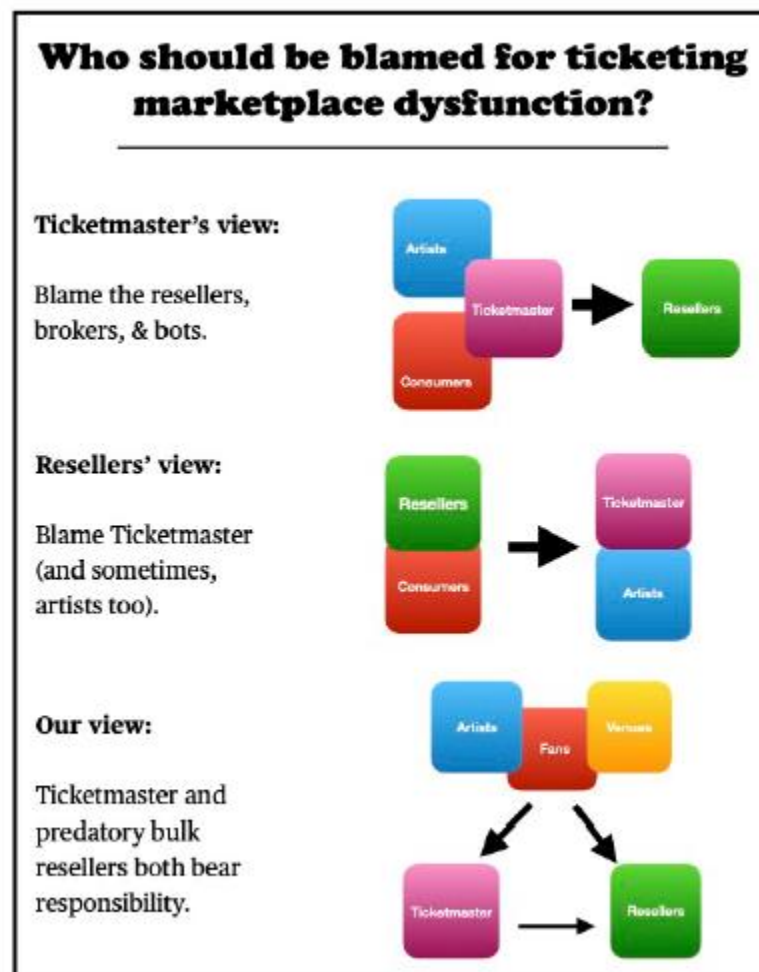 Who should be blamed for ticketing
marketplace dysfunction?
Ticketmaster’s view:
Blame the resellers,
brokers, & bots.
Artists
Ticketmaster
Consumers
Resellers
Resellers’ view:
Blame Ticketmaster
(and sometimes,
artists too).
Resellers
Consumers
Ticketmaster
Artists
Our view:
Ticketmaster and
predatory bulk
resellers both bear
responsibility.
Artists
Fans
Venues
Ticketmaster
Resellers